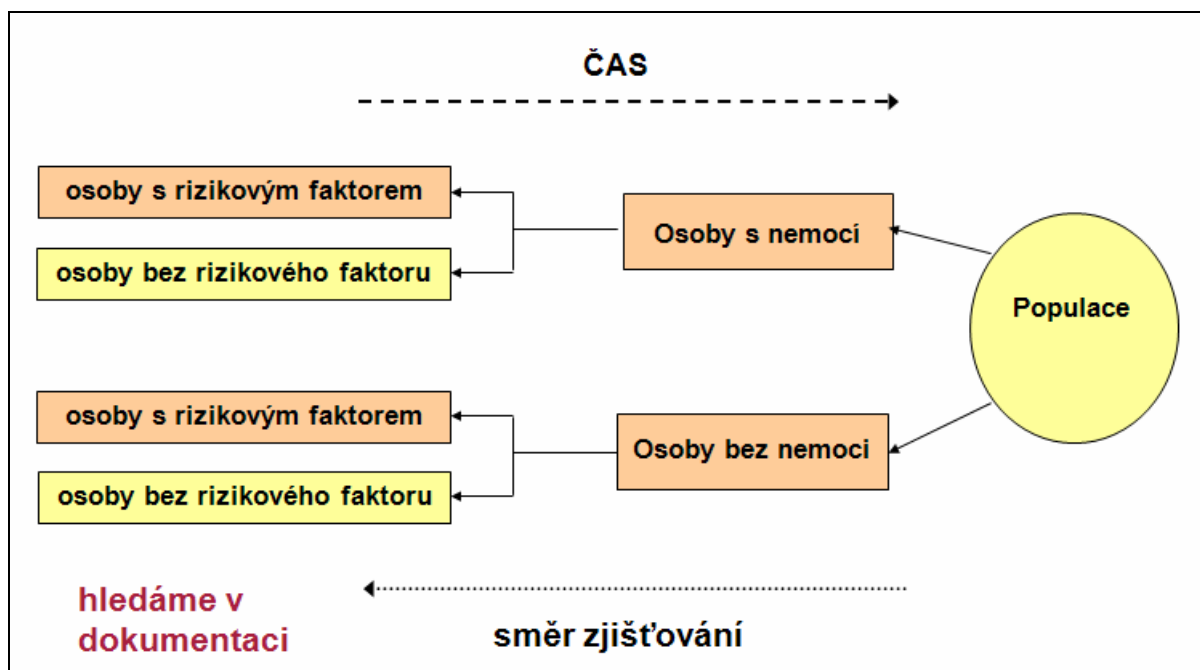 ČAS
osoby s rizikovým faktorem
osoby bez rizikového faktoru
Osoby s nemocí
Populace
osoby s rizikovým faktorem
osoby bez rizikového faktoru
Osoby bez nemoci
hledáme v
dokumentaci
směr zjišťování